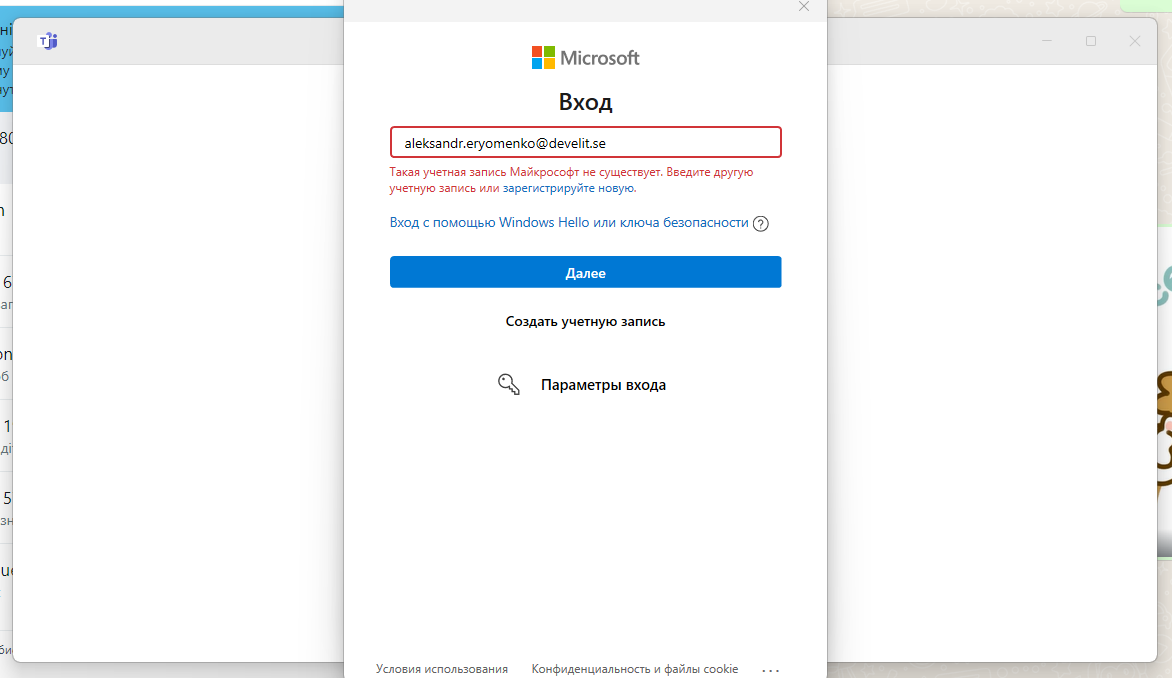 Microsoft
Вход
aleksandr.eryomenko@develit.se
Такая учетная запись Майкрософт не существует. Введите другую
учетную запись или зарегистрируйте новую.
Вход с помощью Windows Hello или ключа безопасности
Далее
Создать учетную запись
Параметры входа
Условия использования Конфиденциальность и файлы cookie ...